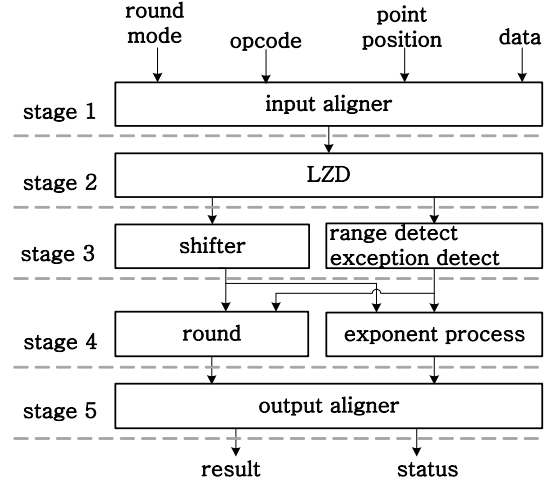 round
mode
opcode
point
position
data
stage 1
input aligner
stage 2
LZD
stage 3
shifter
range detect
exception detect
stage 4
round
exponent process
stage 5
output aligner
result
status